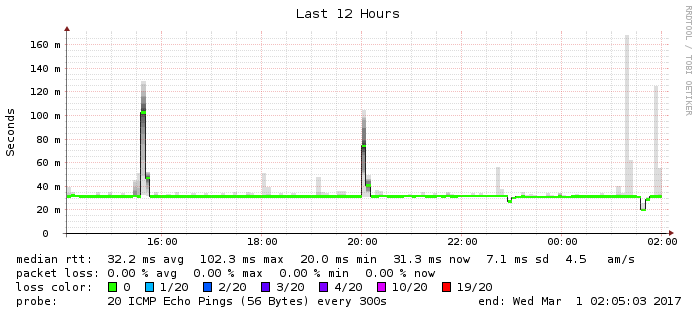 Last 12 Hours
RRDTOOL / TOBI OETIKER
Seconds
160 m
140 m
120 m
100 m
80 m
60 m
40 m
20 m
0
16:00 18:00 20:00 22:00 00:00 02:00
median rtt: 32.2 ms avg 102.3 ms max 20.0 ms min 31.3 ms now 7.1 ms sd 4.5 am/s
packet loss: 0.00 % avg 0.00 % max 0.00 % min 0.00 % now
loss color: 0 1/20 2/20 3/20 4/20 10/20 19/20
probe: 20 ICMP Echo Pings (56 Bytes) every 300s end: Wed Mar 1 02:05:03 2017